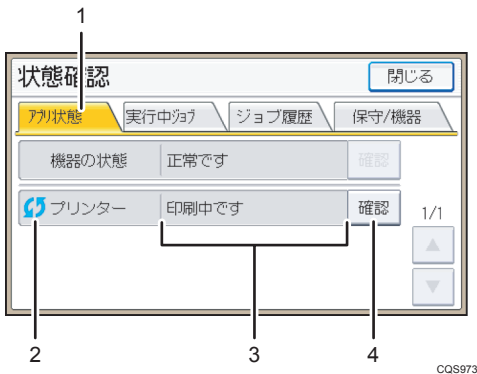 1
状態確認
閉じる
ｱﾌﾟﾘ状態
実行中ｼﾞｮﾌﾞ
ジョブ履歴
保守/機器
機器の状態
正常です
確認
プリンター
印刷中です
確認
1/1
2
3
4
CQS973